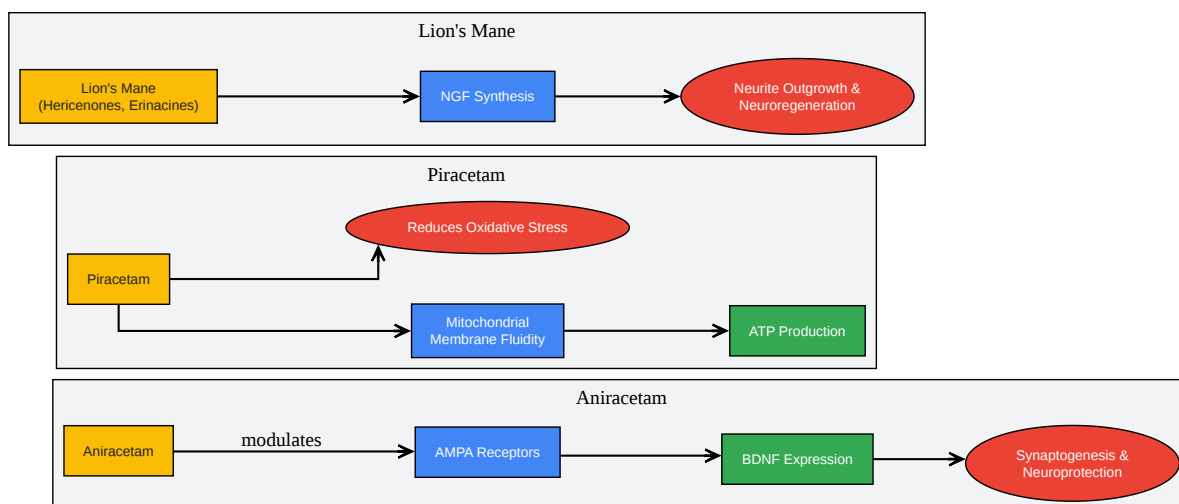 Lion's Mane
Lion's Mane
(Hericenones, Erinacines)
NGF Synthesis
Neurite Outgrowth &
Neuroregeneration
Piracetam
Reduces Oxidative Stress
Piracetam
Mitochondrial
Membrane Fluidity
ATP Production
Aniracetam
Aniracetam
modulates
AMPA Receptors
BDNF Expression
Synaptogenesis &
Neuroprotection